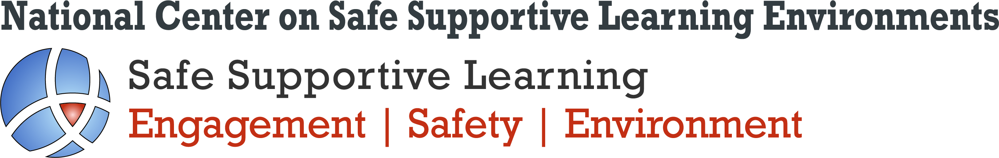 National Center on Safe Supportive Learning Environments
Safe Supportive Learning
Engagement | Safety | Environment